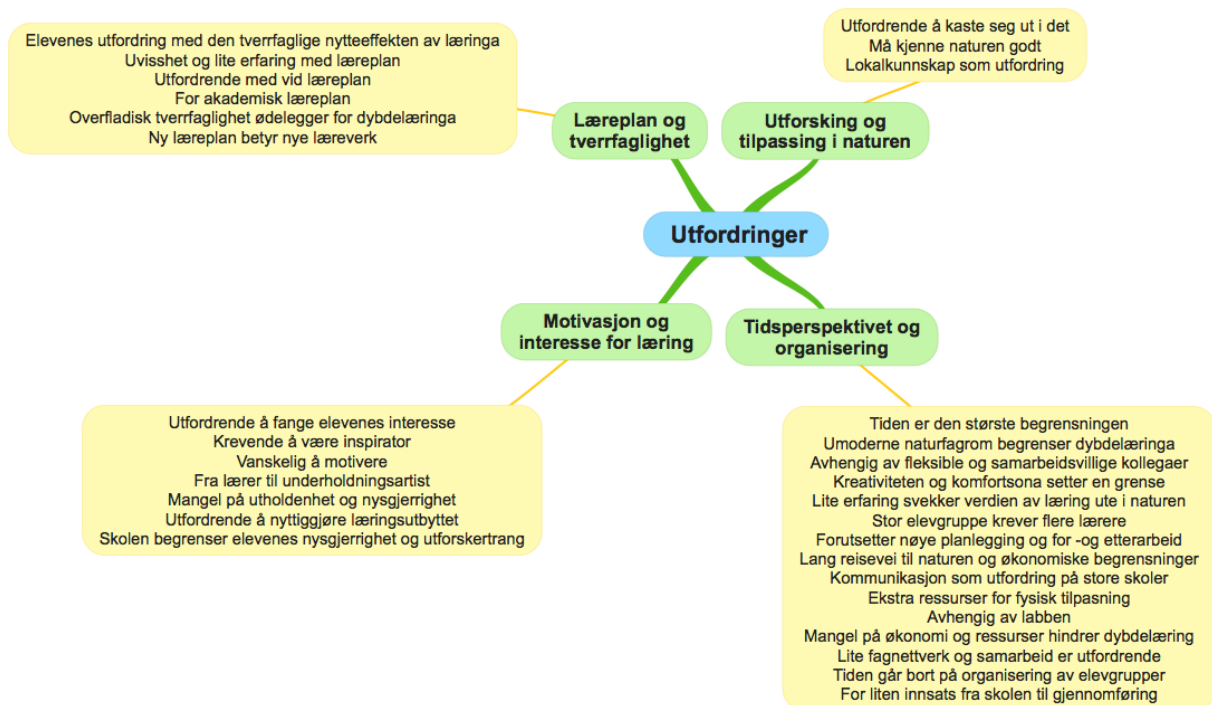 Elevenes utfordring med den tverrfaglige nytteeffekten av læringa
Uvisshet og lite erfaring med læreplan
Utfordrende med vid læreplan
For akademisk læreplan
Overfladisk tverrfaglighet ødelegger for dybdelæringa
Ny læreplan betyr nye læreverk
Utfordrende å kaste seg ut i det
Må kjenne naturen godt
Lokalkunnskap som utfordring
Læreplan og
tverrfaglighet
Utforsking og
tilpassing i naturen
Utfordringer
Motivasjon og
interesse for læring
Tidsperspektivet og
organisering
Utfordrende å fange elevenes interesse
Krevende å være inspirator
Vanskelig å motivere
Fra lærer til underholdningsartist
Mangel på utholdenhet og nysgjerrighet
Utfordrende å nyttiggjøre læringsutbyttet
Skolen begrenser elevenes nysgjerrighet og utforskertrang
Tiden er den største begrensningen
Umoderne naturfagrom begrenser dybdelæringa
Avhengig av fleksible og samarbeidsvillige kollegaer
Kreativiteten og komfortsona setter en grense
Lite erfaring svekker verdien av læring ute i naturen
Stor elevgruppe krever flere lærere
Forutsetter nøye planlegging og for -og etterarbeid
Lang reisevei til naturen og økonomiske begrensninger
Kommunikasjon som utfordring på store skoler
Ekstra ressurser for fysisk tilpasning
Avhengig av labben
Mangel på økonomi og ressurser hindrer dybdelæring
Lite fagnettverk og samarbeid er utfordrende
Tiden går bort på organisering av elevgrupper
For liten innsats fra skolen til gjennomføring